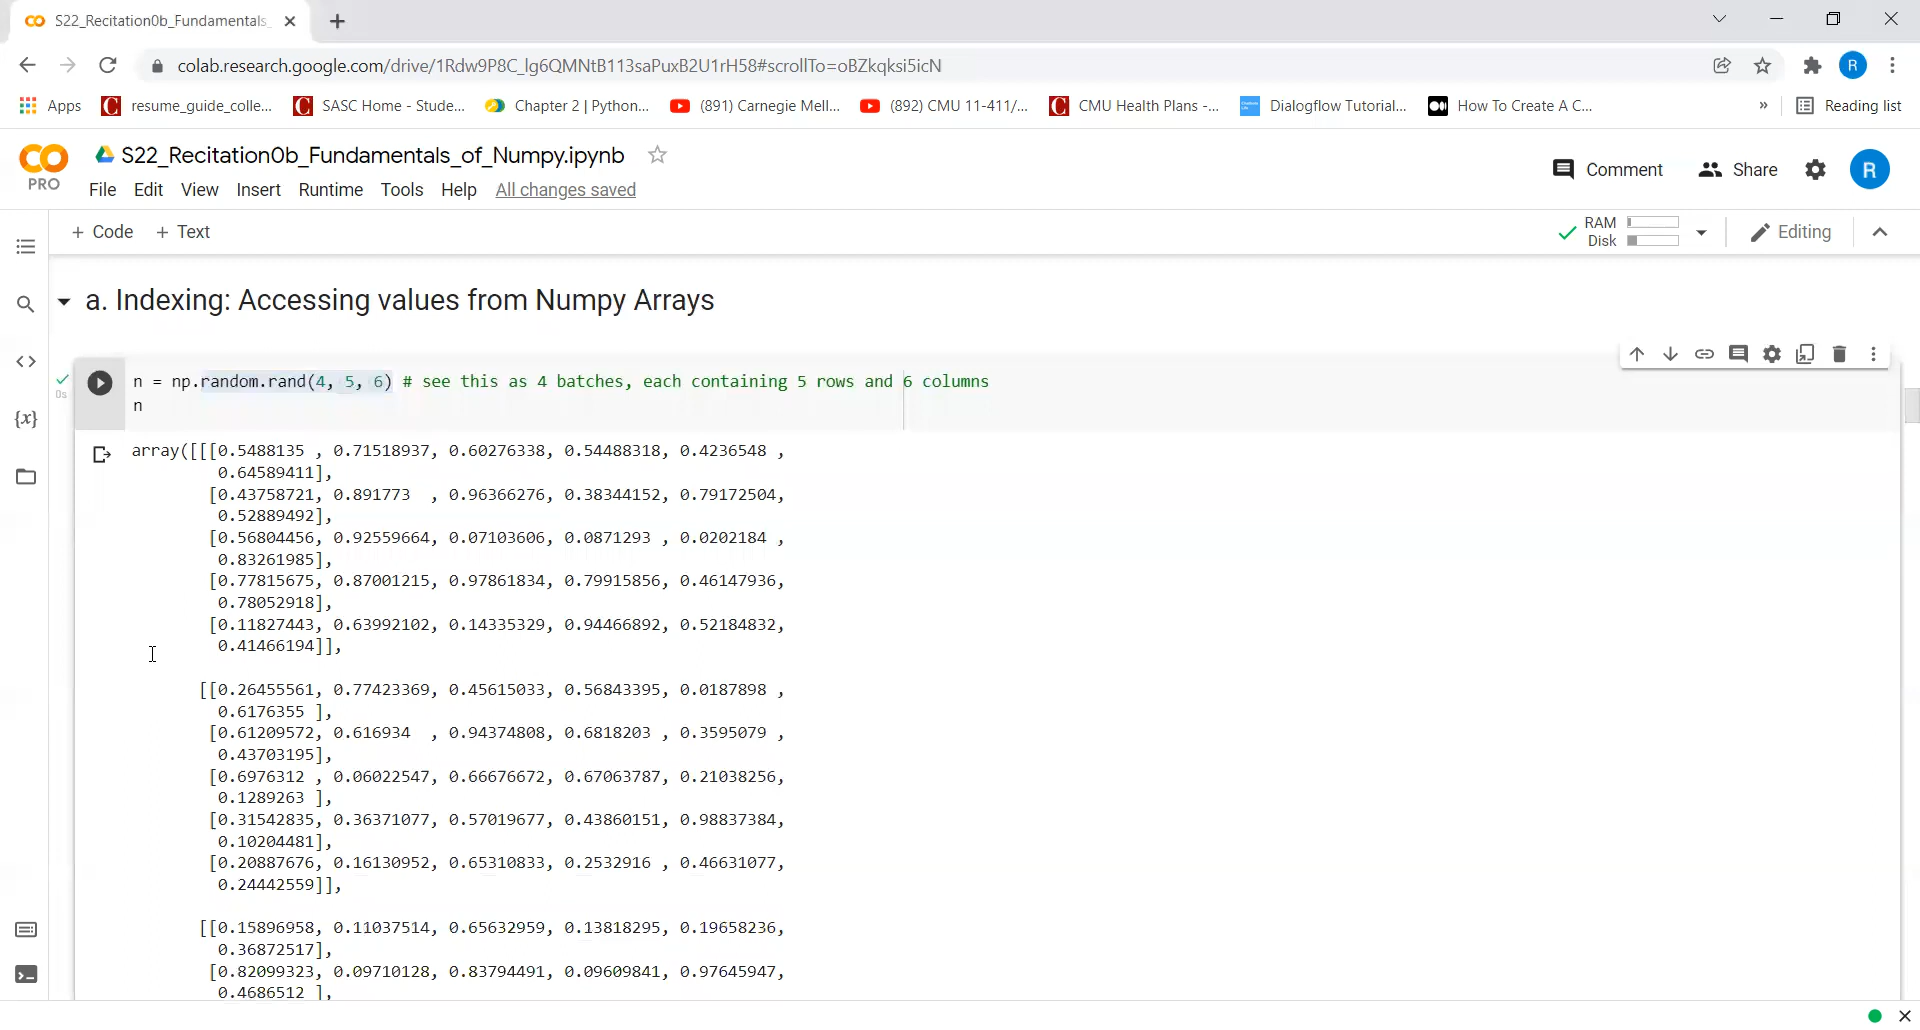 S22_Recitation0b_Fundamentals_
colab.research.google.com/drive/1Rdw9P8C_lg6QMNtB113saPuxB2U1rH58#scrollTo=oBZkqksi5icN
R
Apps
resume_guide_colle...
SASC Home - Stude...
Chapter 2 | Python...
(891) Carnegie Mell...
(892) CMU 11-411/...
CMU Health Plans -...
Dialogflow Tutorial...
How To Create A C...
»
Reading list
PRO
S22_Recitation0b_Fundamentals_of_Numpy.ipynb
File Edit View Insert Runtime Tools Help All changes saved
Comment
Share
R
+ Code + Text
RAM
Disk
Editing
a. Indexing: Accessing values from Numpy Arrays
0s
n = np.random.rand(4, 5, 6) # see this as 4 batches, each containing 5 rows and 6 columns
n
array([[[0.5488135 , 0.71518937, 0.60276338, 0.54488318, 0.4236548 ,
0.64589411],
[0.43758721, 0.891773  , 0.96366276, 0.38344152, 0.79172504,
0.52889492],
[0.56804456, 0.92559664, 0.07103606, 0.0871293 , 0.0202184 ,
0.83261985],
[0.77815675, 0.87001215, 0.97861834, 0.79915856, 0.46147936,
0.78052918],
[0.11827443, 0.63992102, 0.14335329, 0.94466892, 0.52184832,
0.41466194]],
[[0.26455561, 0.77423369, 0.45615033, 0.56843395, 0.0187898 ,
0.6176355 ],
[0.61209572, 0.616934  , 0.94374808, 0.6818203 , 0.3595079 ,
0.43703195],
[0.6976312 , 0.06022547, 0.66676672, 0.67063787, 0.21038256,
0.1289263 ],
[0.31542835, 0.36371077, 0.57019677, 0.43860151, 0.98837384,
0.10204481],
[0.20887676, 0.16130952, 0.65310833, 0.2532916 , 0.46631077,
0.24442559]],
[[0.15896958, 0.11037514, 0.65632959, 0.13818295, 0.19658236,
0.36872517],
[0.82099323, 0.09710128, 0.83794491, 0.09609841, 0.97645947,
0.4686512 ],